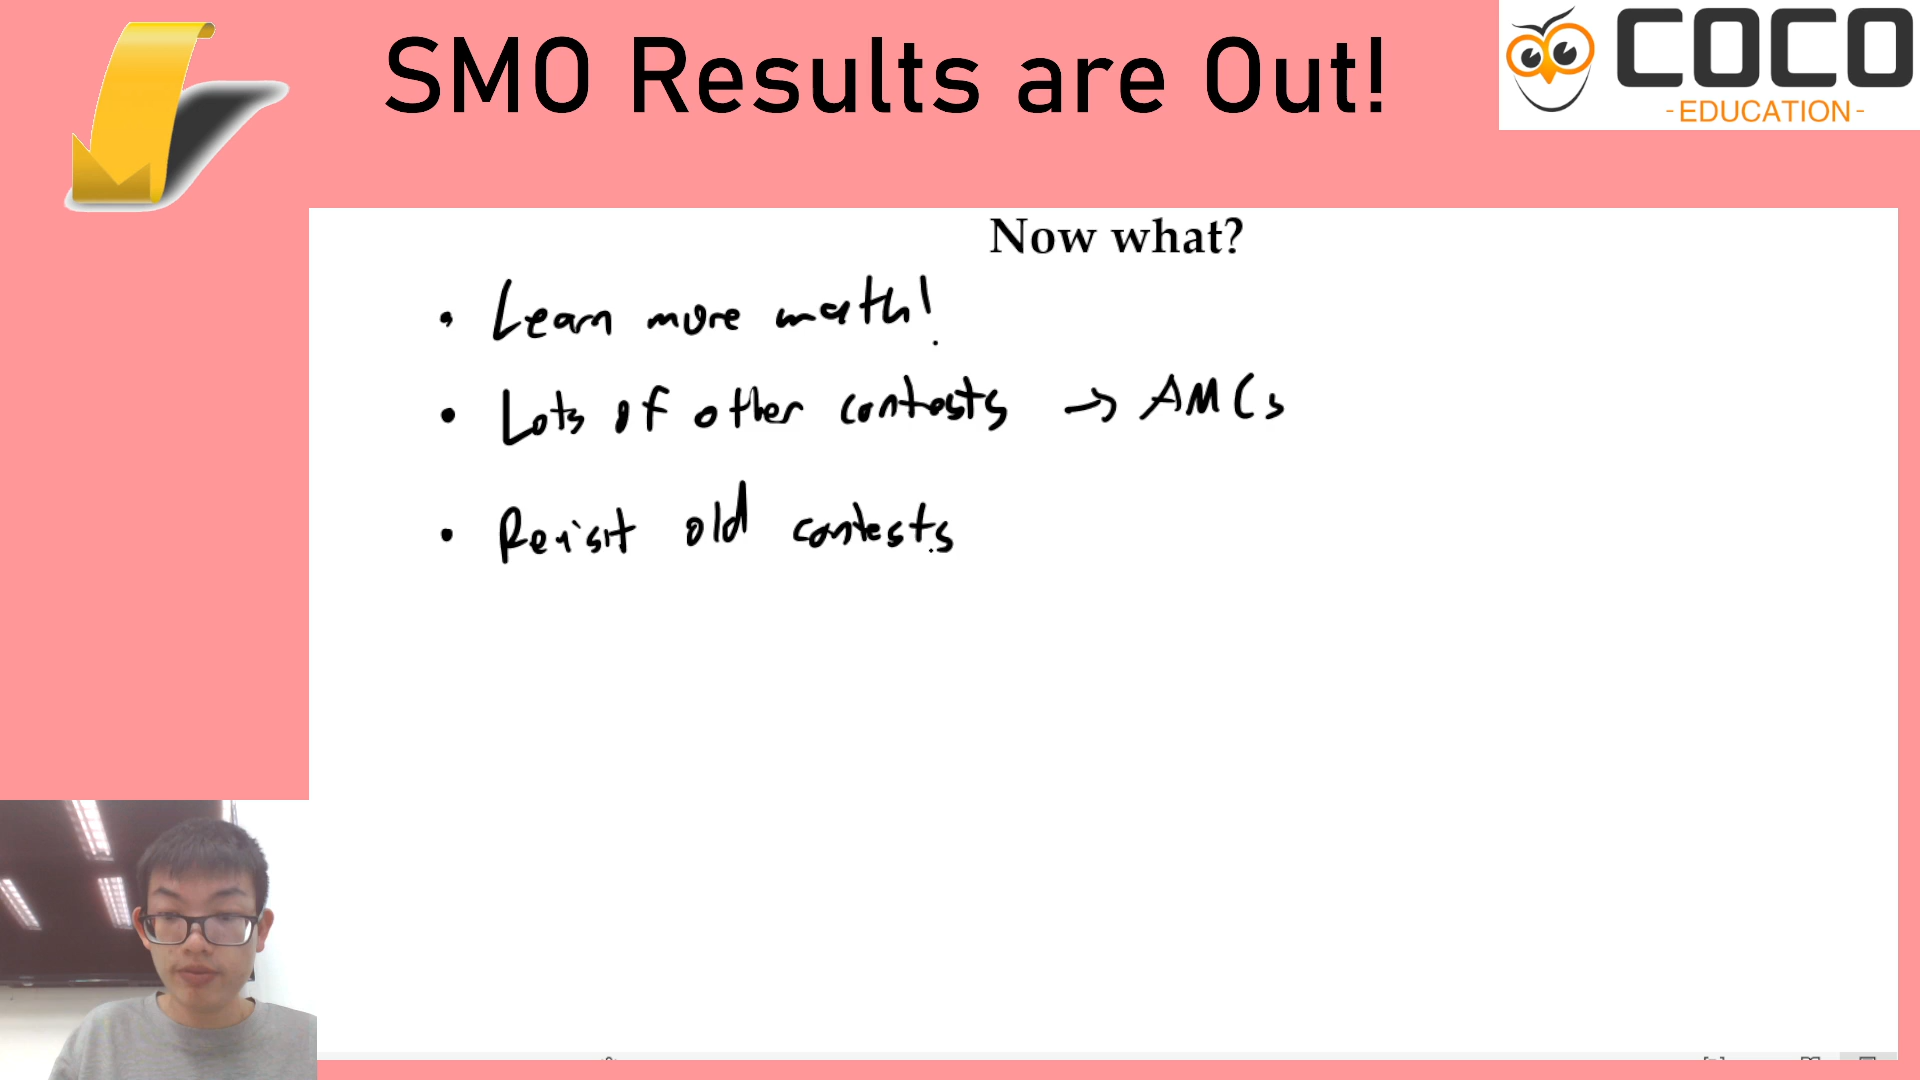 SMO Results are Out!
COCO
-EDUCATION-
Now what?
• Learn more math!
• Lots of other contests → AMCs
• Revisit old contests